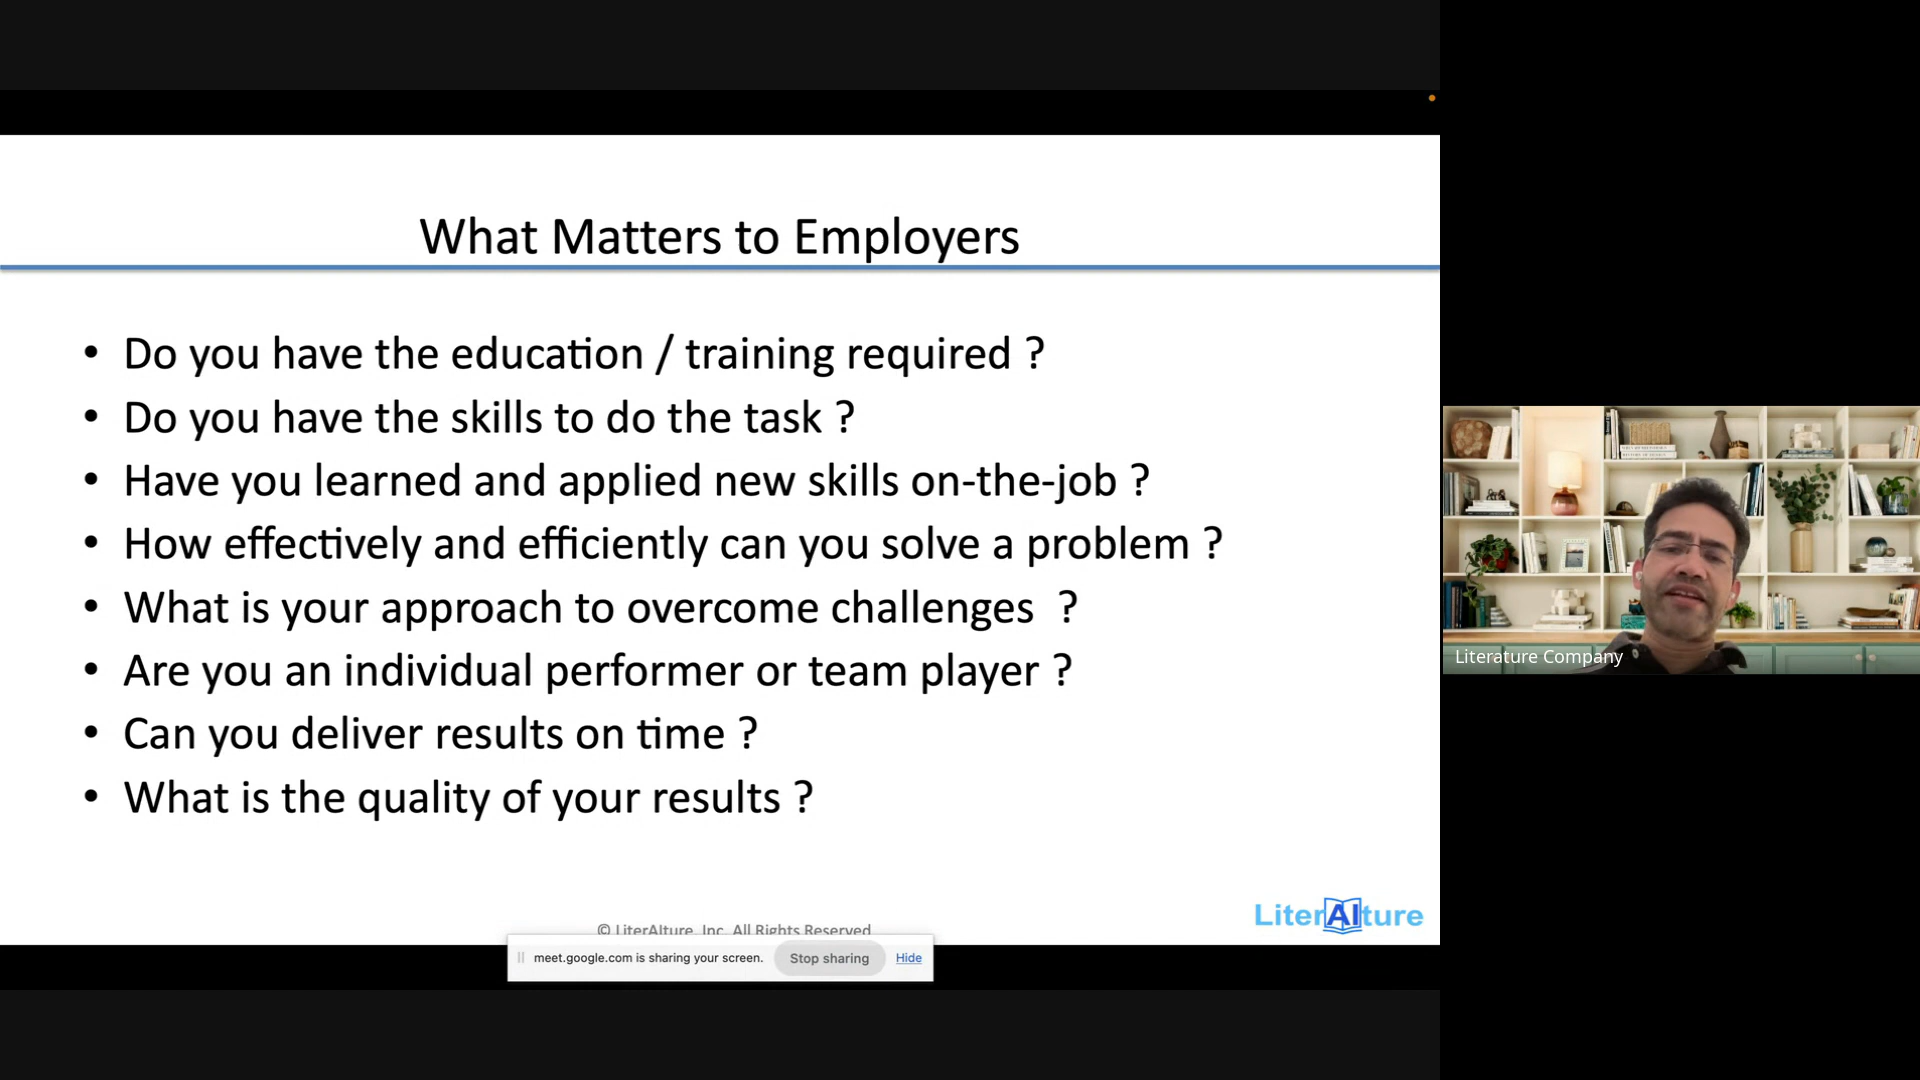 What Matters to Employers
• Do you have the education / training required ?
• Do you have the skills to do the task ?
• Have you learned and applied new skills on-the-job ?
• How effectively and efficiently can you solve a problem ?
• What is your approach to overcome challenges  ?
• Are you an individual performer or team player ?
• Can you deliver results on time ?
• What is the quality of your results ?
LiterAIture
© LiterAIture, Inc. All Rights Reserved
meet.google.com is sharing your screen. Stop sharing Hide
Literature Company